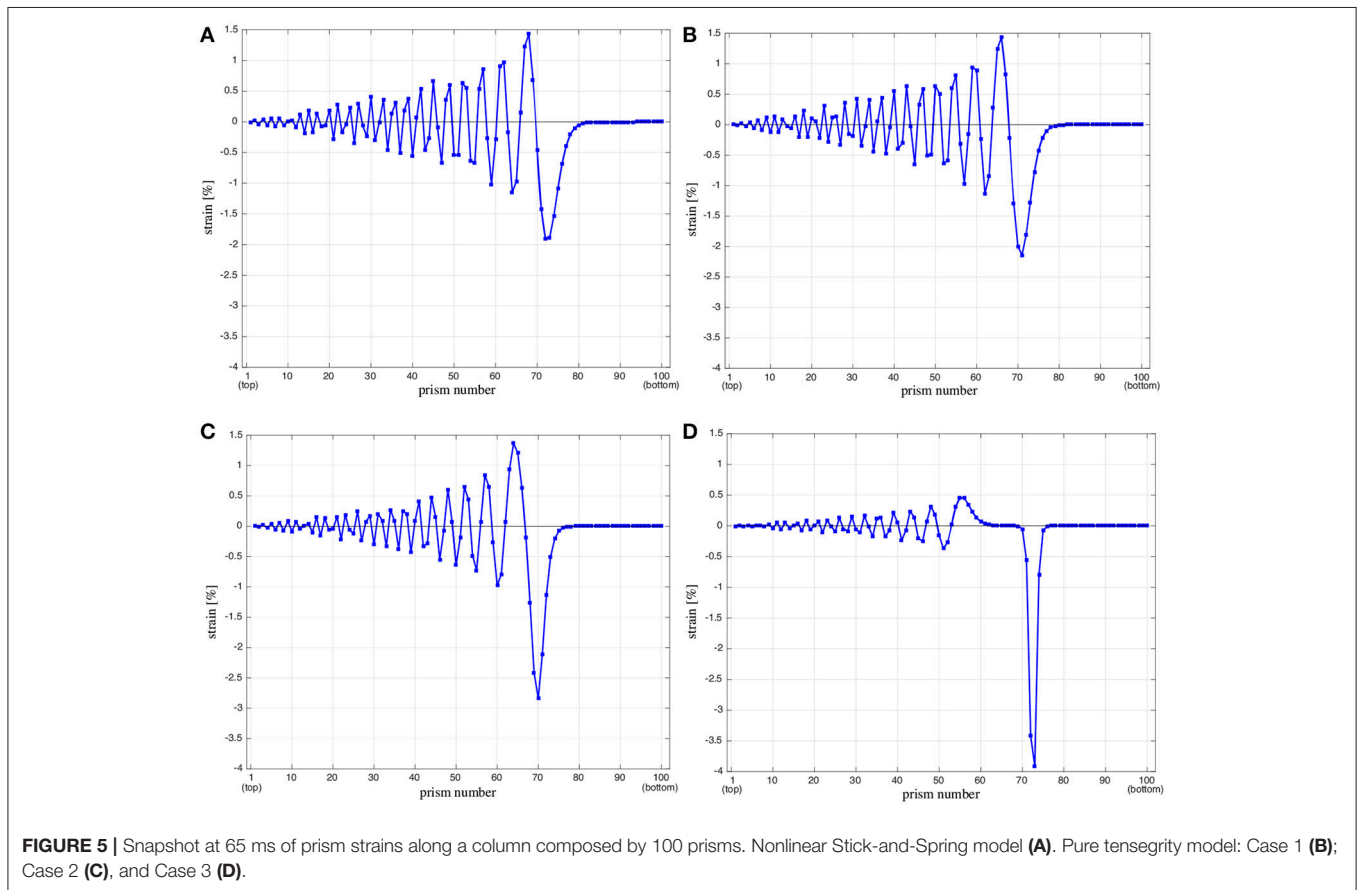 A
1.5
1
0.5
0
-0.5
-1
-1.5
-2
-2.5
-3
-3.5
-4
strain [%]
1 10 20 30 40 50 60 70 80 90 100
(top) (bottom)
prism number
B
1.5
1
0.5
0
-0.5
-1
-1.5
-2
-2.5
-3
-3.5
-4
strain [%]
1 10 20 30 40 50 60 70 80 90 100
(top) (bottom)
prism number
C
1.5
1
0.5
0
-0.5
-1
-1.5
-2
-2.5
-3
-3.5
-4
strain [%]
1 10 20 30 40 50 60 70 80 90 100
(top) (bottom)
prism number
D
1.5
1
0.5
0
-0.5
-1
-1.5
-2
-2.5
-3
-3.5
-4
strain [%]
1 10 20 30 40 50 60 70 80 90 100
(top) (bottom)
prism number
FIGURE 5 | Snapshot at 65 ms of prism strains along a column composed by 100 prisms. Nonlinear Stick-and-Spring model (A). Pure tensegrity model: Case 1 (B);
Case 2 (C), and Case 3 (D).